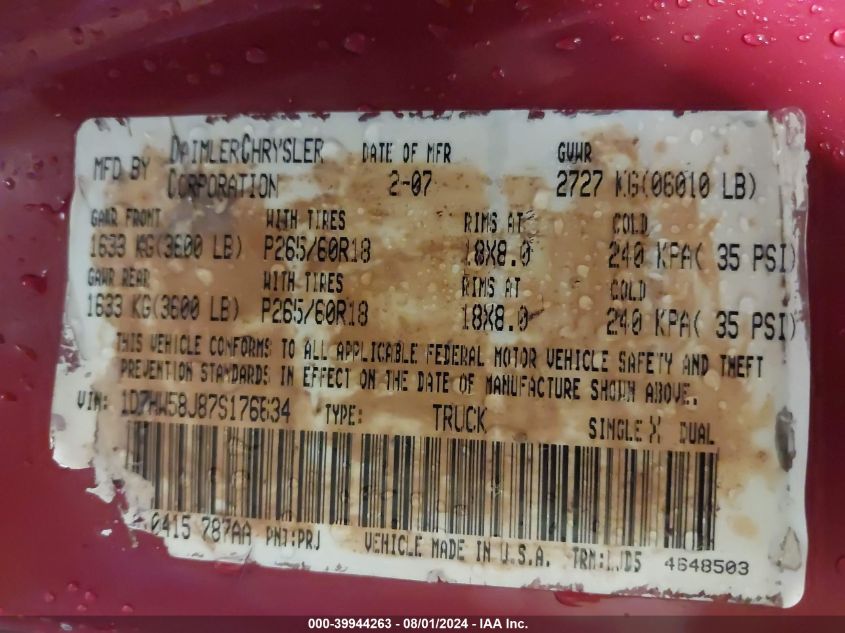 MFD BY DAIMLERCHRYSLER CORPORATION DATE OF MFR 2-07 GVWR 2727 KG(06010 LB)
GAWR FRONT WITH TIRES RIMS AT COLD
1633 KG(3600 LB) P265/60R18 18X8.0 240 KPA( 35 PSI)
GAWR REAR WITH TIRES RIMS AT COLD
1633 KG(3600 LB) P265/60R18 18X8.0 240 KPA( 35 PSI)
THIS VEHICLE CONFORMS TO ALL APPLICABLE FEDERAL MOTOR VEHICLE SAFETY AND THEFT
PREVENTION STANDARDS IN EFFECT ON THE DATE OF MANUFACTURE SHOWN ABOVE.
VIN: 1D7HW58J87S176634 TYPE: TRUCK SINGLE X DUAL
0415 787AA PNT:PRJ VEHICLE MADE IN U.S.A. 4648503
000-39944263 - 08/01/2024 - IAA Inc.